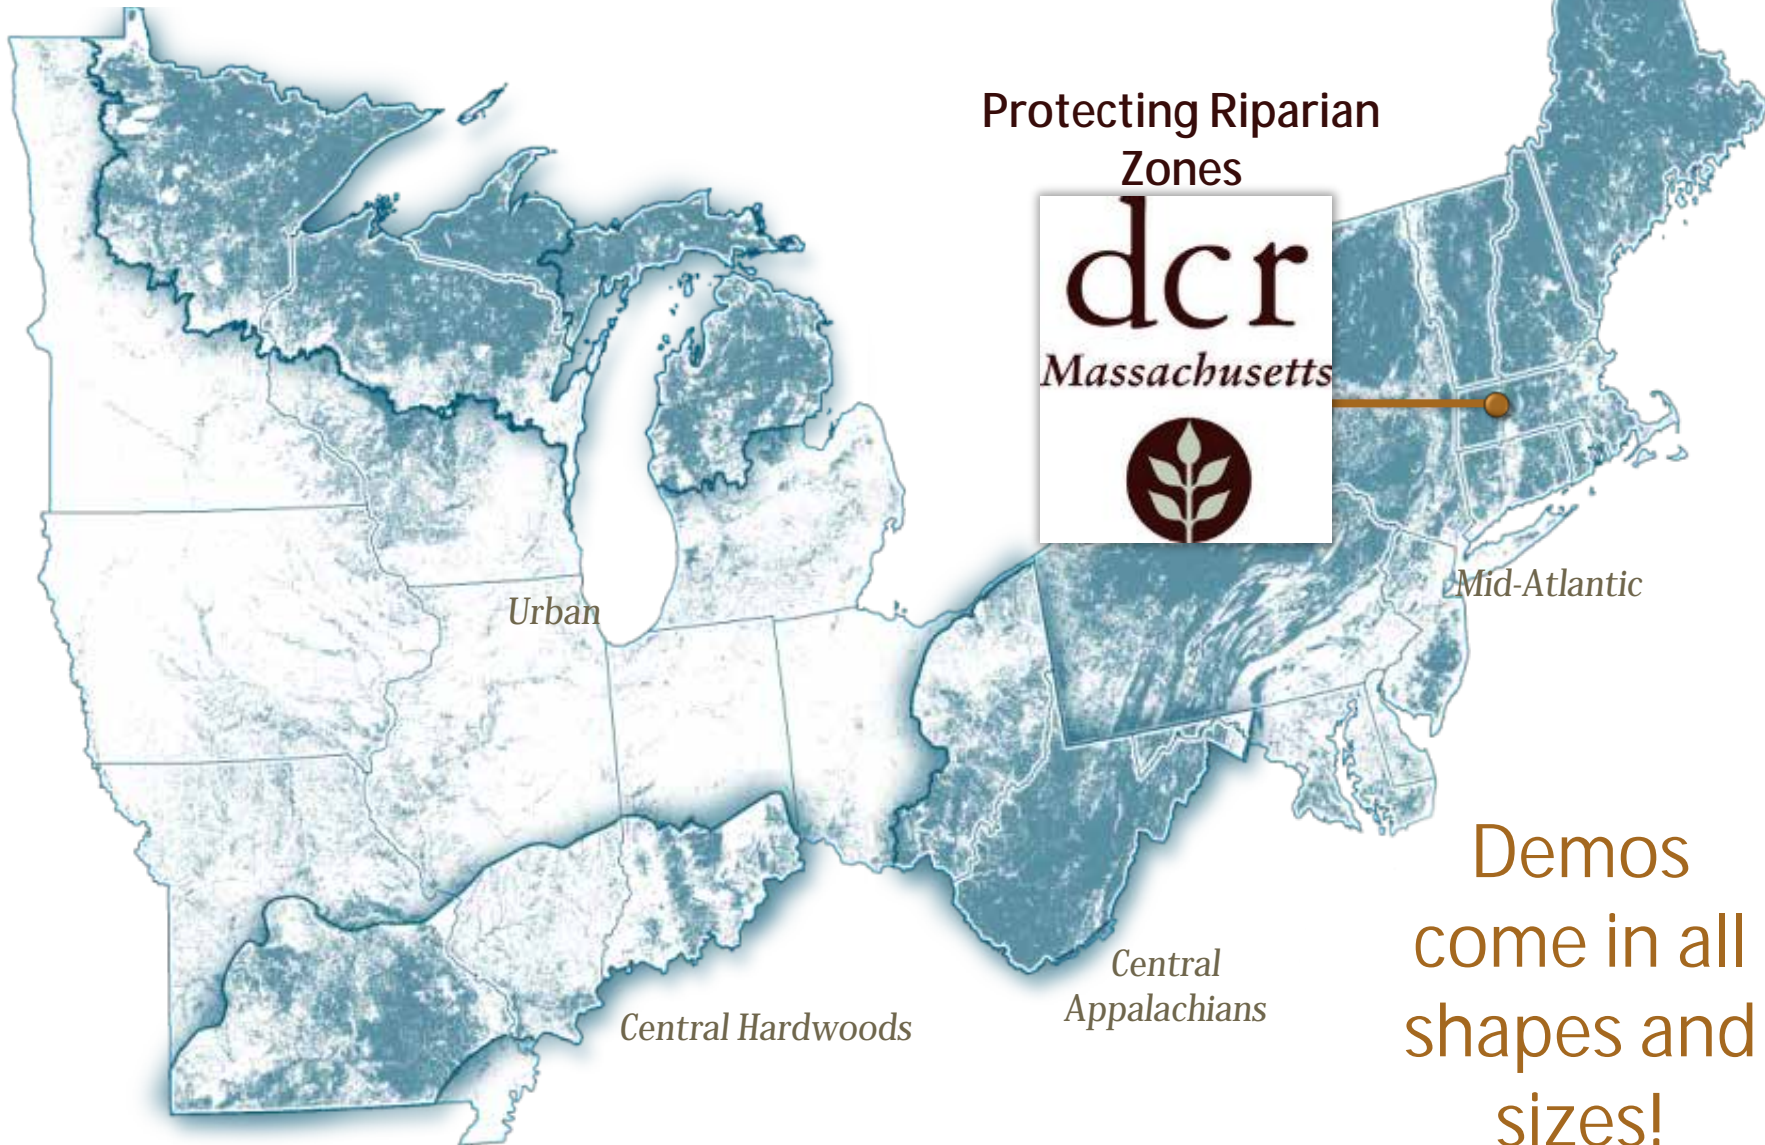 Protecting Riparian
Zones
dcr
Massachusetts
Urban
Mid-Atlantic
Central Hardwoods
Central
Appalachians
Demos
come in all
shapes and
sizes!